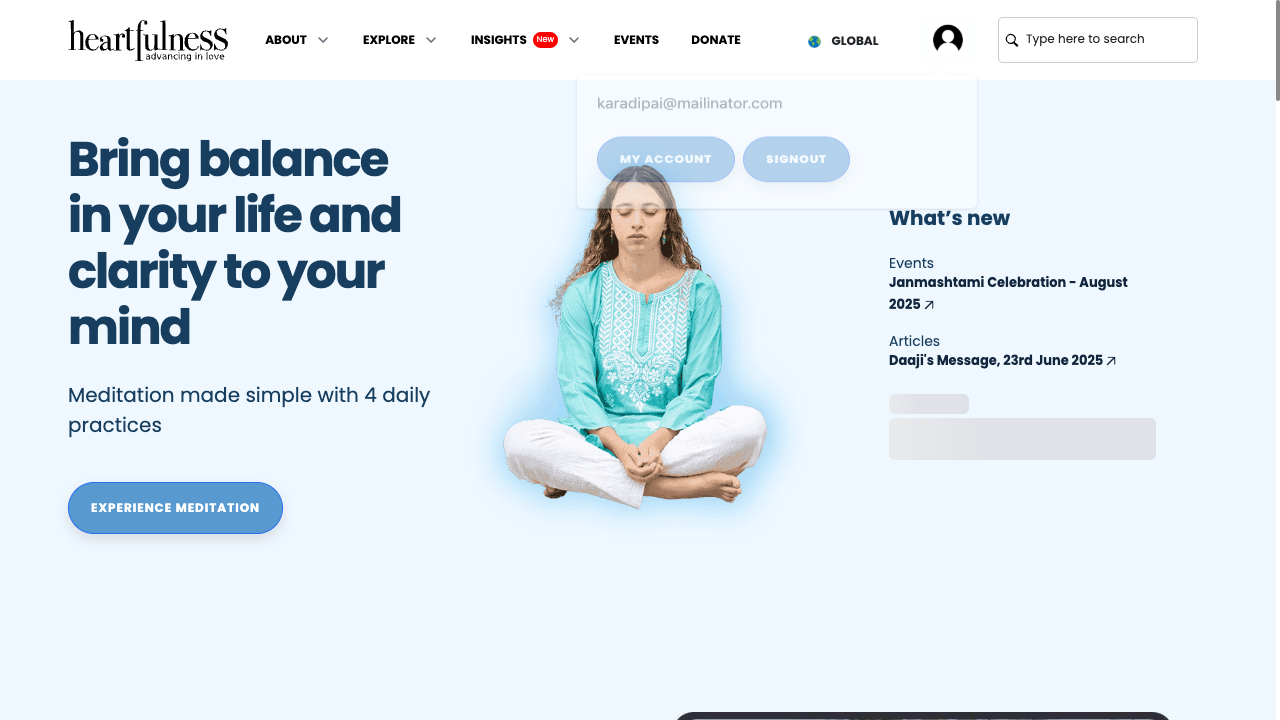 heartfulness
advancing in love
ABOUT
EXPLORE
INSIGHTS New
EVENTS
DONATE
GLOBAL
Type here to search
karadipai@mailinator.com
MY ACCOUNT
SIGNOUT
Bring balance
in your life and
clarity to your
mind
Meditation made simple with 4 daily
practices
EXPERIENCE MEDITATION
What’s new
Events
Janmashtami Celebration - August
2025
Articles
Daaji's Message, 23rd June 2025